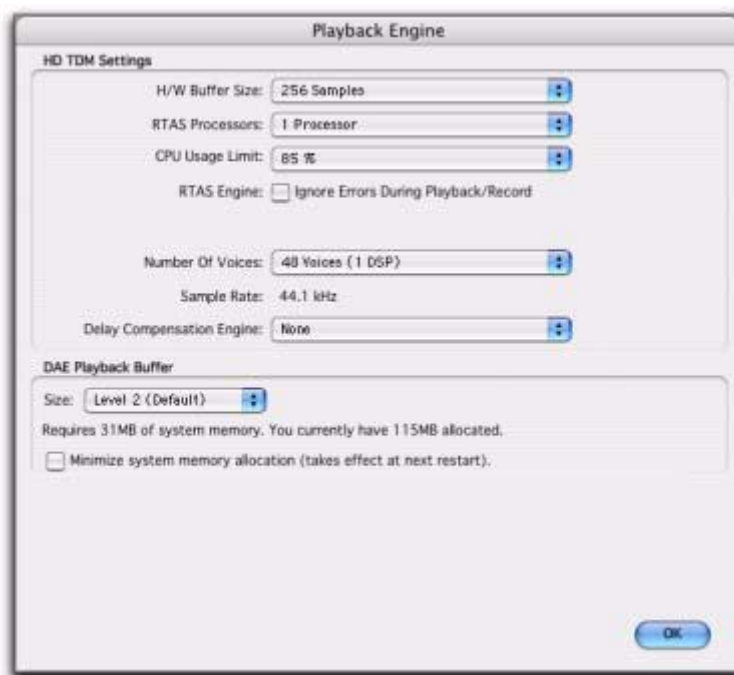 Playback Engine
HD TDM Settings
H/W Buffer Size: 256 Samples
RTAS Processors: 1 Processor
CPU Usage Limit: 85 %
RTAS Engine: Ignore Errors During Playback/Record
Number Of Voices: 48 Voices (1 DSP)
Sample Rate: 44.1 kHz
Delay Compensation Engine: None
DAE Playback Buffer
Size: Level 2 (Default)
Requires 31MB of system memory. You currently have 115MB allocated.
Minimize system memory allocation (takes effect at next restart).
OK